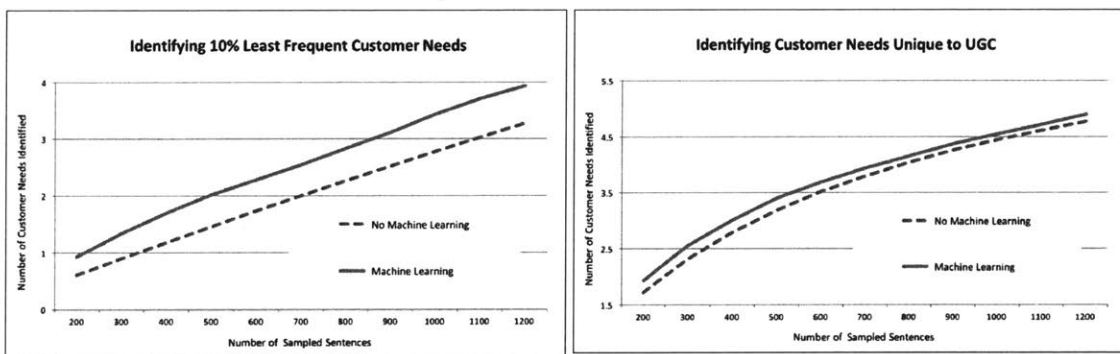 Identifying 10% Least Frequent Customer Needs
Number of Customer Needs Identified
4
3
2
1
0
No Machine Learning
Machine Learning
200 300 400 500 600 700 800 900 1000 1100 1200
Number of Sampled Sentences
Identifying Customer Needs Unique to UGC
Number of Customer Needs Identified
5.5
4.5
3.5
2.5
1.5
No Machine Learning
Machine Learning
200 300 400 500 600 700 800 900 1000 1100 1200
Number of Sampled Sentences